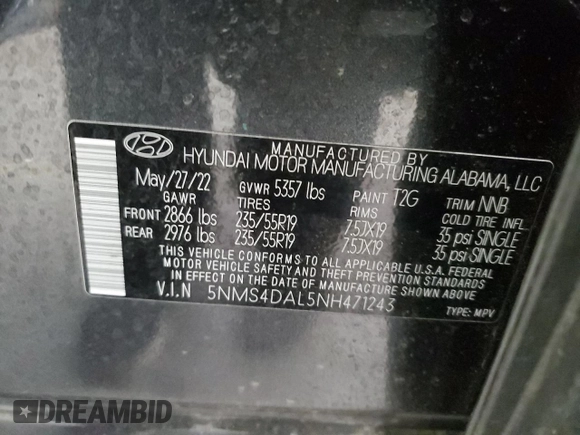 MANUFACTURED BY
HYUNDAI MOTOR MANUFACTURING ALABAMA, LLC
May/27/22 GVWR 5357 lbs PAINT T2G TRIM NNB
GAWR TIRES RIMS COLD TIRE INFL.
FRONT 2866 lbs 235/55R19 7.5JX19 35 psi SINGLE
REAR 2976 lbs 235/55R19 7.5JX19 35 psi SINGLE
THIS VEHICLE CONFORMS TO ALL APPLICABLE U.S.A. FEDERAL
MOTOR VEHICLE SAFETY AND THEFT PREVENTION STANDARDS
IN EFFECT ON THE DATE OF MANUFACTURE SHOWN ABOVE.
V.I.N 5NMS4DAL5NH471243 TYPE: MPV
DREAMBID